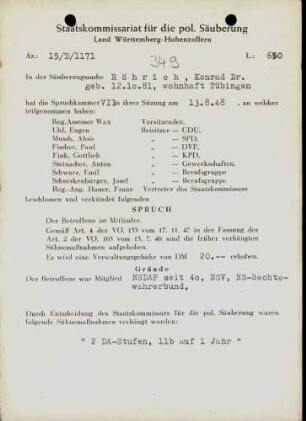 Staatskommissariat für die pol. Säuberung
Land Württemberg-Hohenzollern
Az.: 15/D/1171
349
L.: 650
In der Säuberungssache R ö h r i c h , Konrad Dr.
geb. 12.10.81, wohnhaft Tübingen
hat die Spruchkammer VII in ihrer Sitzung am 13.8.48 , an welcher
teilgenommen haben:
Reg.Assessor Wax Vorsitzender,
Uhl, Eugen Beisitzer — CDU,
Musch, Alois „ — SPD,
Fischer, Paul „ — DVP,
Fink, Gottlieb „ — KPD,
Steinacher, Anton „ — Gewerkschaften,
Schwarz, Emil „ — Berufsgruppe
Schneckenburger, Josef „ — Berufsgruppe
Reg.-Ang. Hauer, Franz Vertreter des Staatskommissars
beschlossen und verkündet folgenden
SPRUCH
Der Betroffene ist Mitläufer.
Gemäß Art. 4 der VO. 133 vom 17. 11. 47 in der Fassung des
Art. 2 der VO. 165 vom 13. 7. 48 sind die früher verhängten
Sühnemaßnahmen aufgehoben.
Es wird eine Verwaltungsgebühr von DM 20.-- erhoben.
Gründe
Der Betroffene war Mitglied NSDAP seit 40, NSV, NS-Rechts-
wahrerbund,
Durch Entscheidung des Staatskommissars für die pol. Säuberung waren
folgende Sühnemaßnahmen verhängt worden:
" 2 DA-Stufen, 11b auf 1 Jahr "